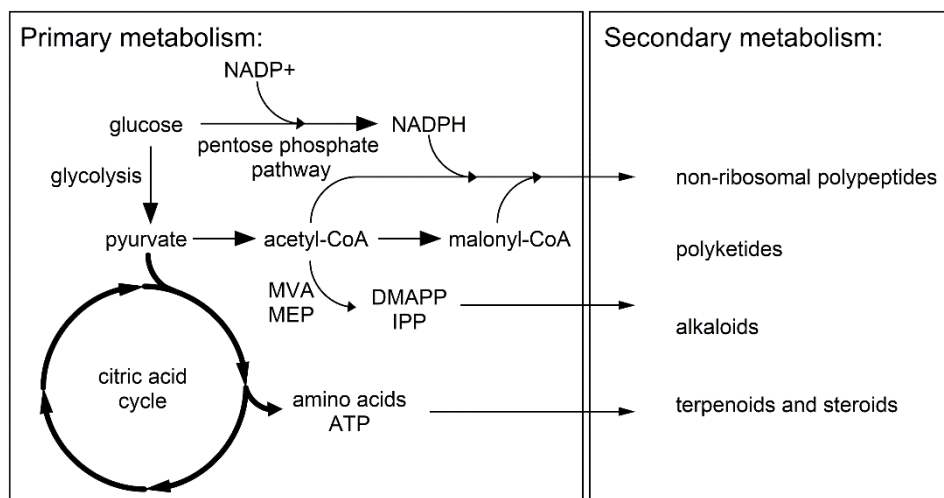 Primary metabolism:
NADP+
glucose
NADPH
pentose phosphate
pathway
glycolysis
pyurvate
acetyl-CoA
malonyl-CoA
MVA
MEP
DMAPP
IPP
citric acid
cycle
amino acids
ATP
Secondary metabolism:
non-ribosomal polypeptides
polyketides
alkaloids
terpenoids and steroids